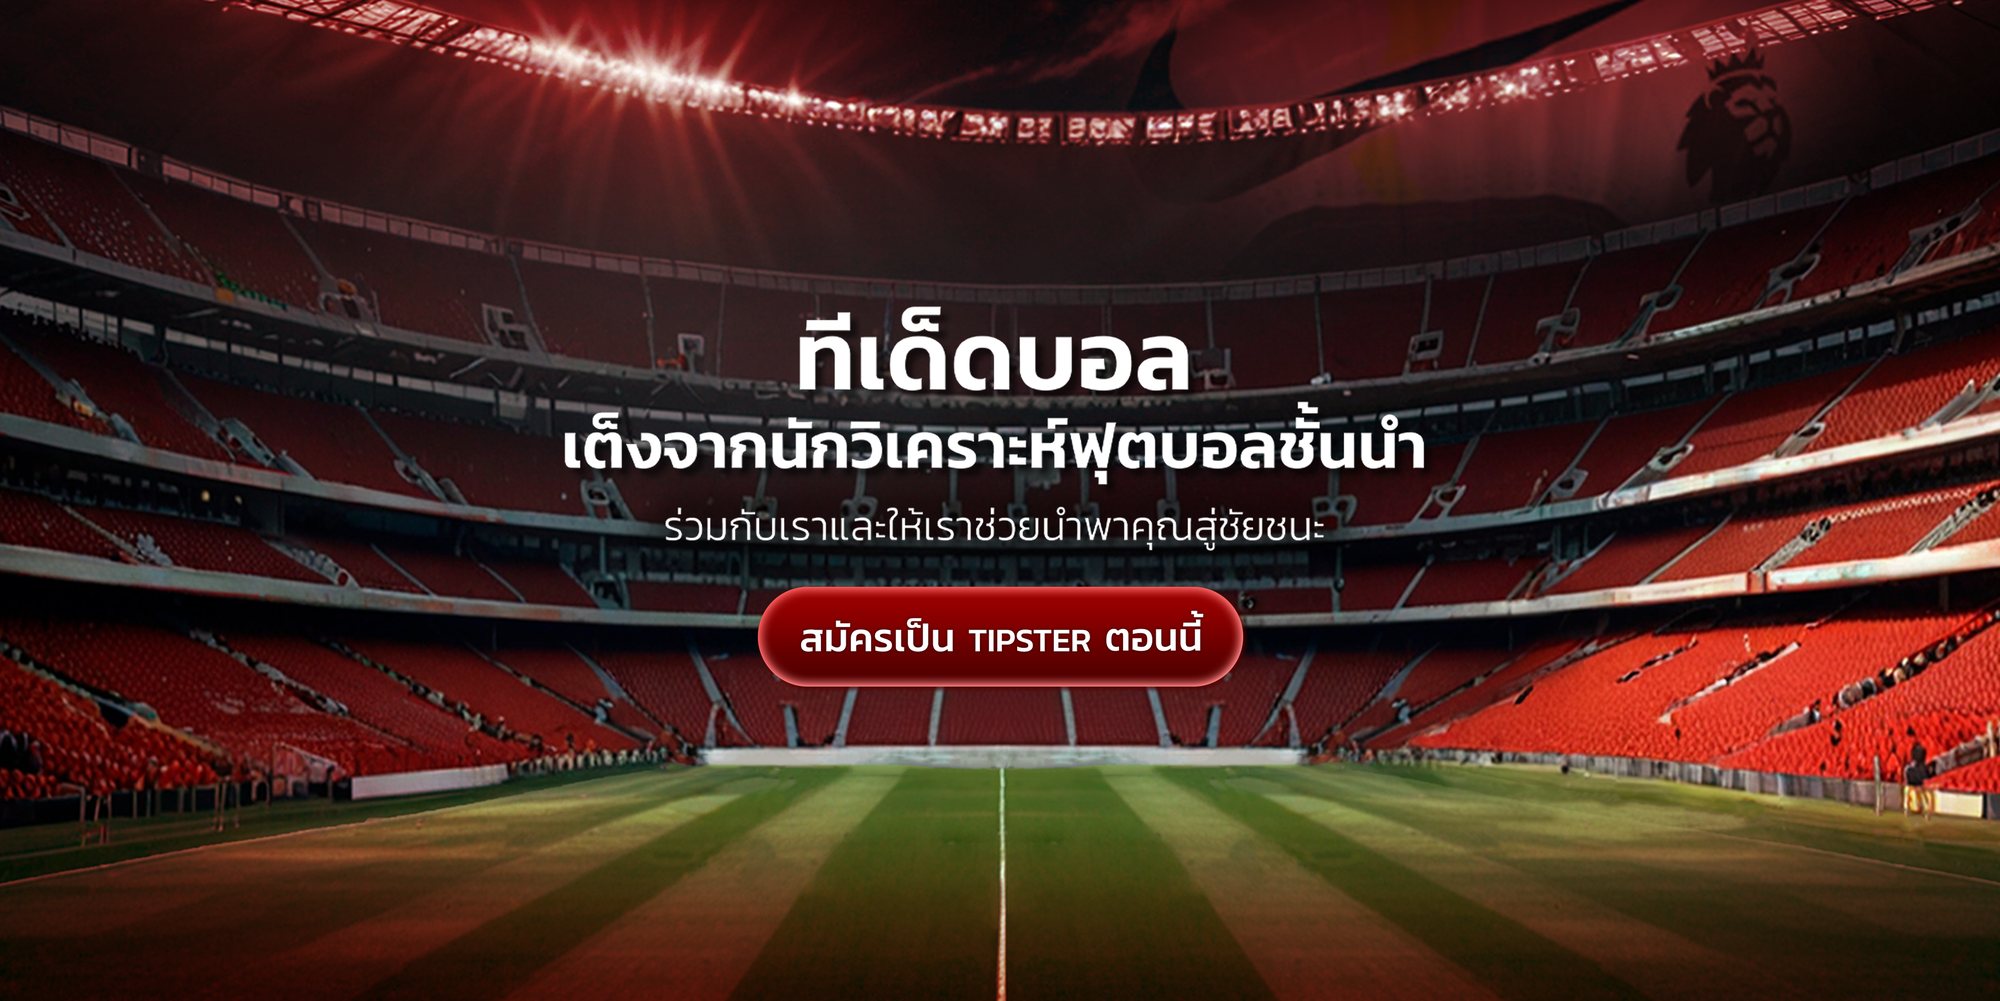 ทีเด็ดบอล
เต็งจากนักวิเคราะห์ฟุตบอลชั้นนำ
ร่วมกับเราและให้เราช่วยนำพาคุณสู่ชัยชนะ
สมัครเป็น TIPSTER ตอนนี้